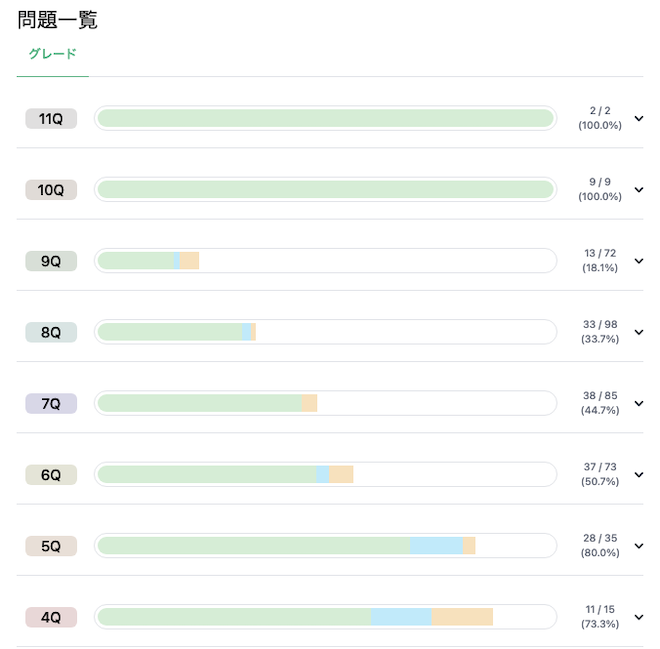 問題一覧
グレード
11Q
2 / 2
(100.0%)
10Q
9 / 9
(100.0%)
9Q
13 / 72
(18.1%)
8Q
33 / 98
(33.7%)
7Q
38 / 85
(44.7%)
6Q
37 / 73
(50.7%)
5Q
28 / 35
(80.0%)
4Q
11 / 15
(73.3%)